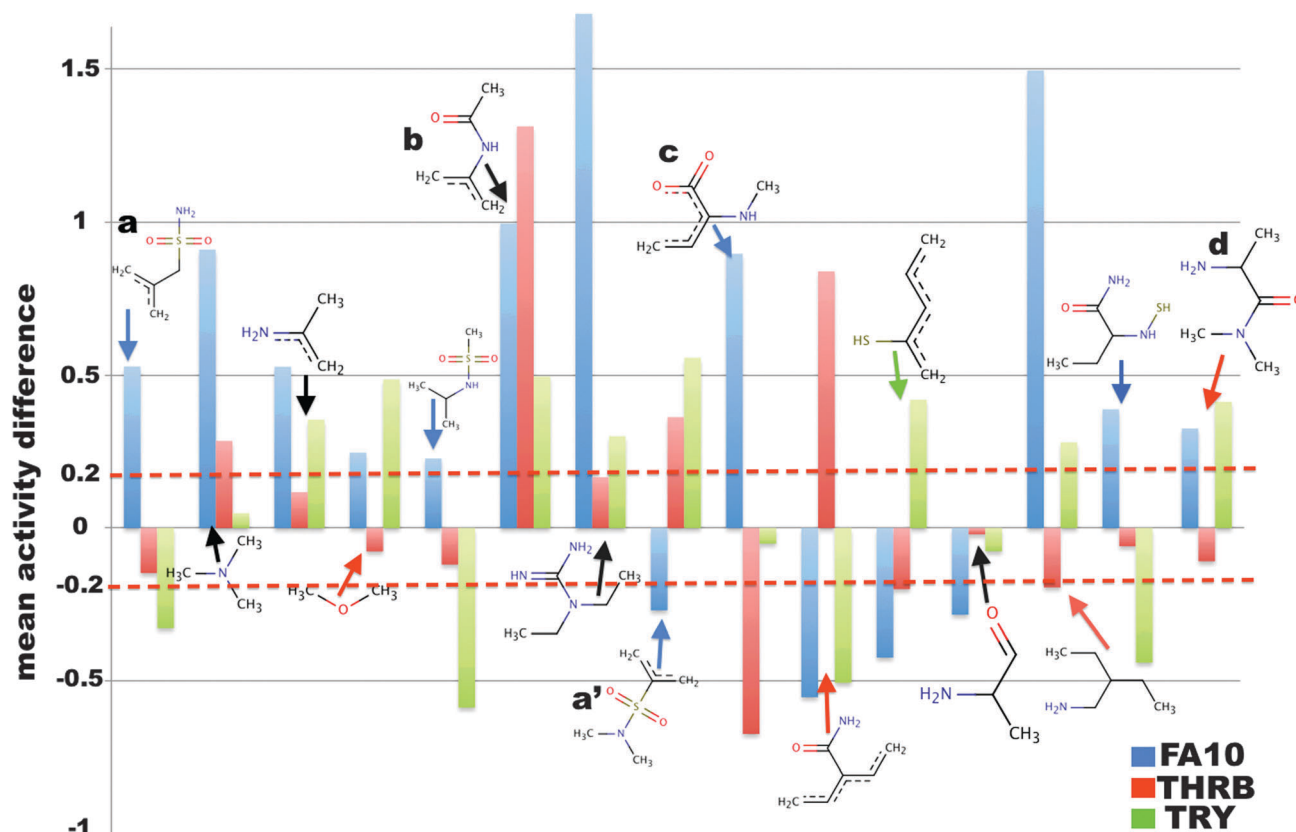 mean activity difference
1.5
1
0.5
0.2
0
-0.2
-0.5
-1
a
NH₂
O S O
H₂C
CH₂
H₂N
CH₃
CH₂
CH₃
O S O
H₃C NH
CH₃
b
CH₃
O
NH
H₂C
CH₂
c
O
O
CH₃
NH
H₂C
CH₂
HS
CH₂
NH₂ SH
O NH
H₃C
d
CH₃
H₂N
O
H₃C N
CH₃
CH₃
H₃C N
CH₃
H₃C CH₃
O
NH₂
HN
N CH₃
H₃C
a'
H₂C
CH₂
O S
O
H₃C N
CH₃
NH₂
O
CH₂
H₂C
O
H₂N
CH₃
H₃C
CH₃
H₂N
FA10
THRB
TRY